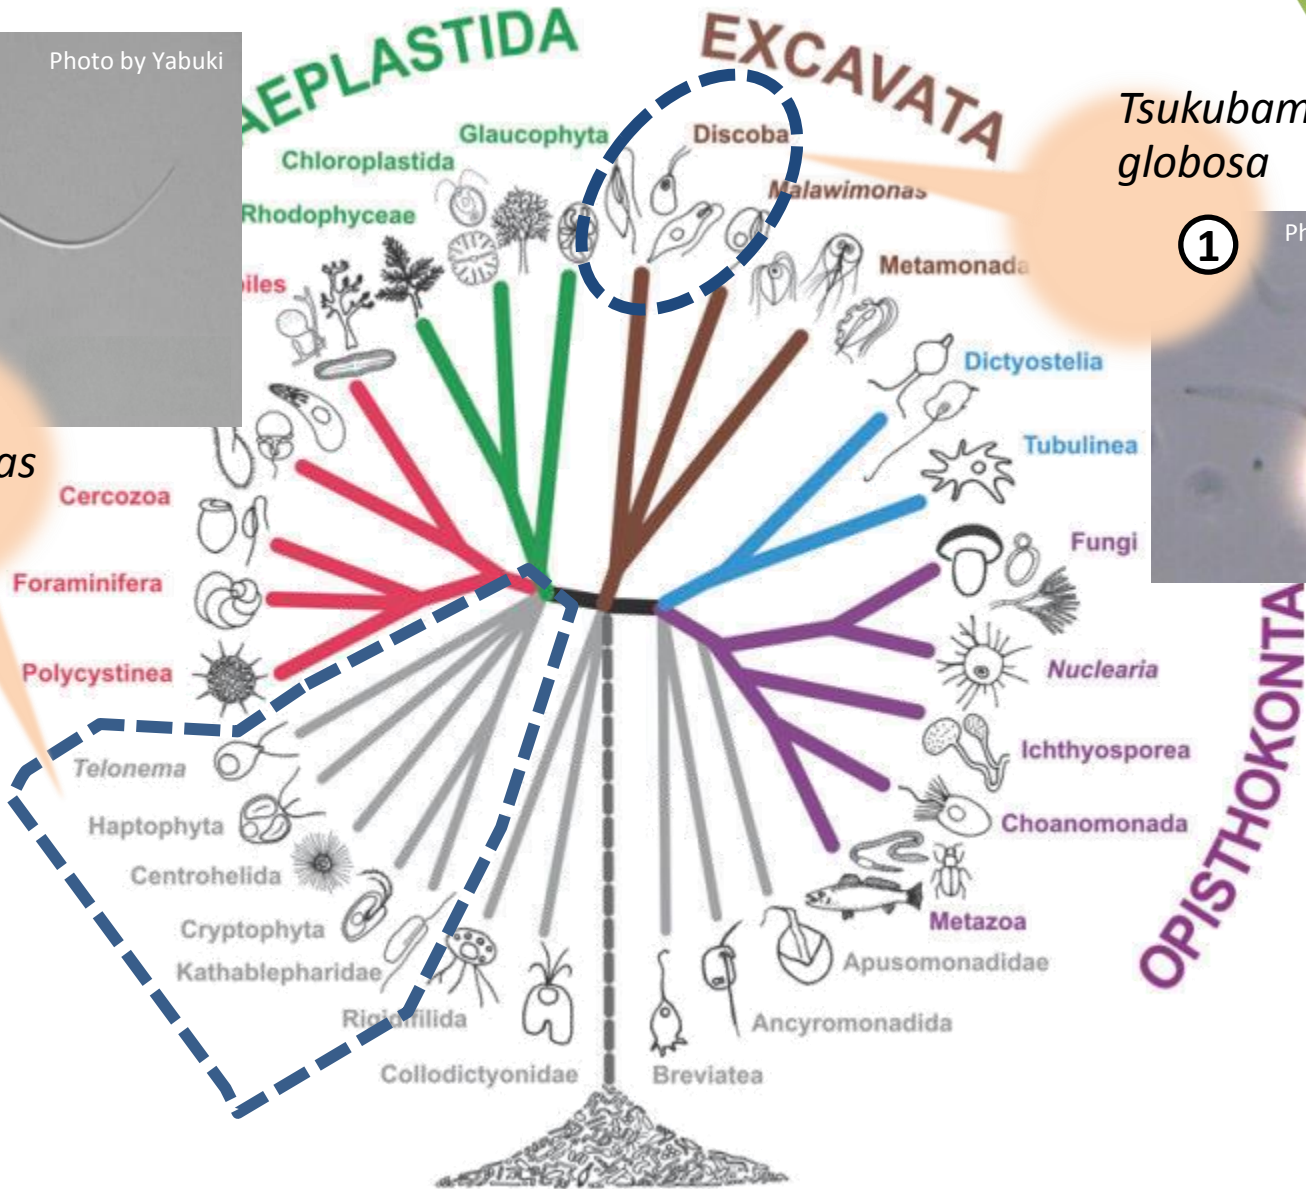 Photo by Yabuki
AEPLASTIDA
EXCAVATA
Tsukubam
globosa
1
Ph
Glaucophyta
Discoba
Chloroplastida
Malawimonas
Rhodophyceae
Metamonada
iles
Dictyostelia
Tubulinea
as
Cercozoa
Fungi
Foraminifera
OPISTHOKONTA
Polycystinea
Nuclearia
Ichthyosporea
Telonema
Haptophyta
Choanomonada
Centrohelida
Cryptophyta
Metazoa
Kathablepharidae
Apusomonadidae
Rigidifilida
Ancyromonadida
Collodictyonidae
Breviatea